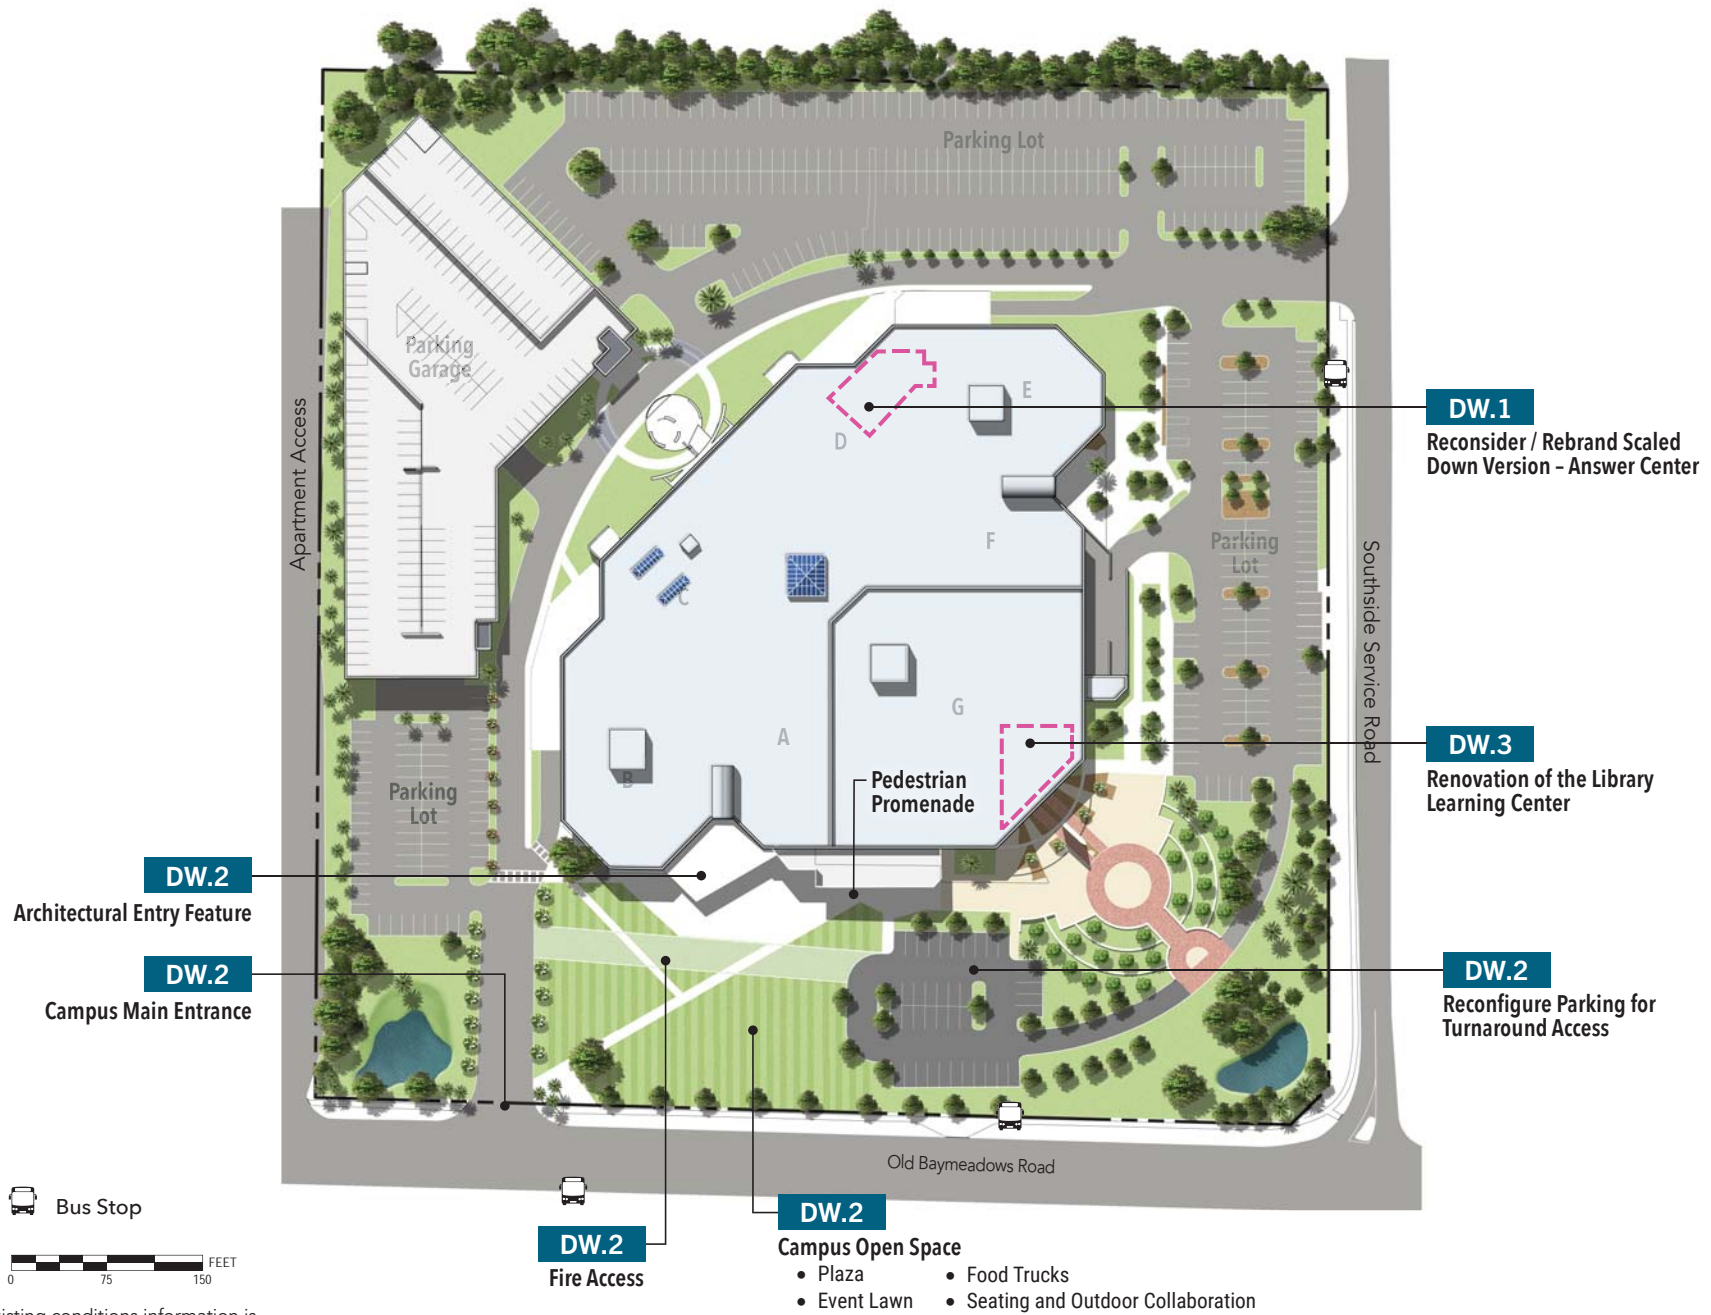 Parking Lot
Parking
Garage
E
DW.1
Reconsider / Rebrand Scaled
Down Version – Answer Center
D
Apartment Access
F
Parking
Lot
Southside Service Road
C
G
A
DW.3
Renovation of the Library
Learning Center
B
Pedestrian
Promenade
Parking
Lot
DW.2
Architectural Entry Feature
DW.2
Campus Main Entrance
DW.2
Reconfigure Parking for
Turnaround Access
Old Baymeadows Road
Bus Stop
DW.2
Campus Open Space
• Plaza
• Event Lawn
• Food Trucks
• Seating and Outdoor Collaboration
DW.2
Fire Access
FEET
0 75 150
conditions information is